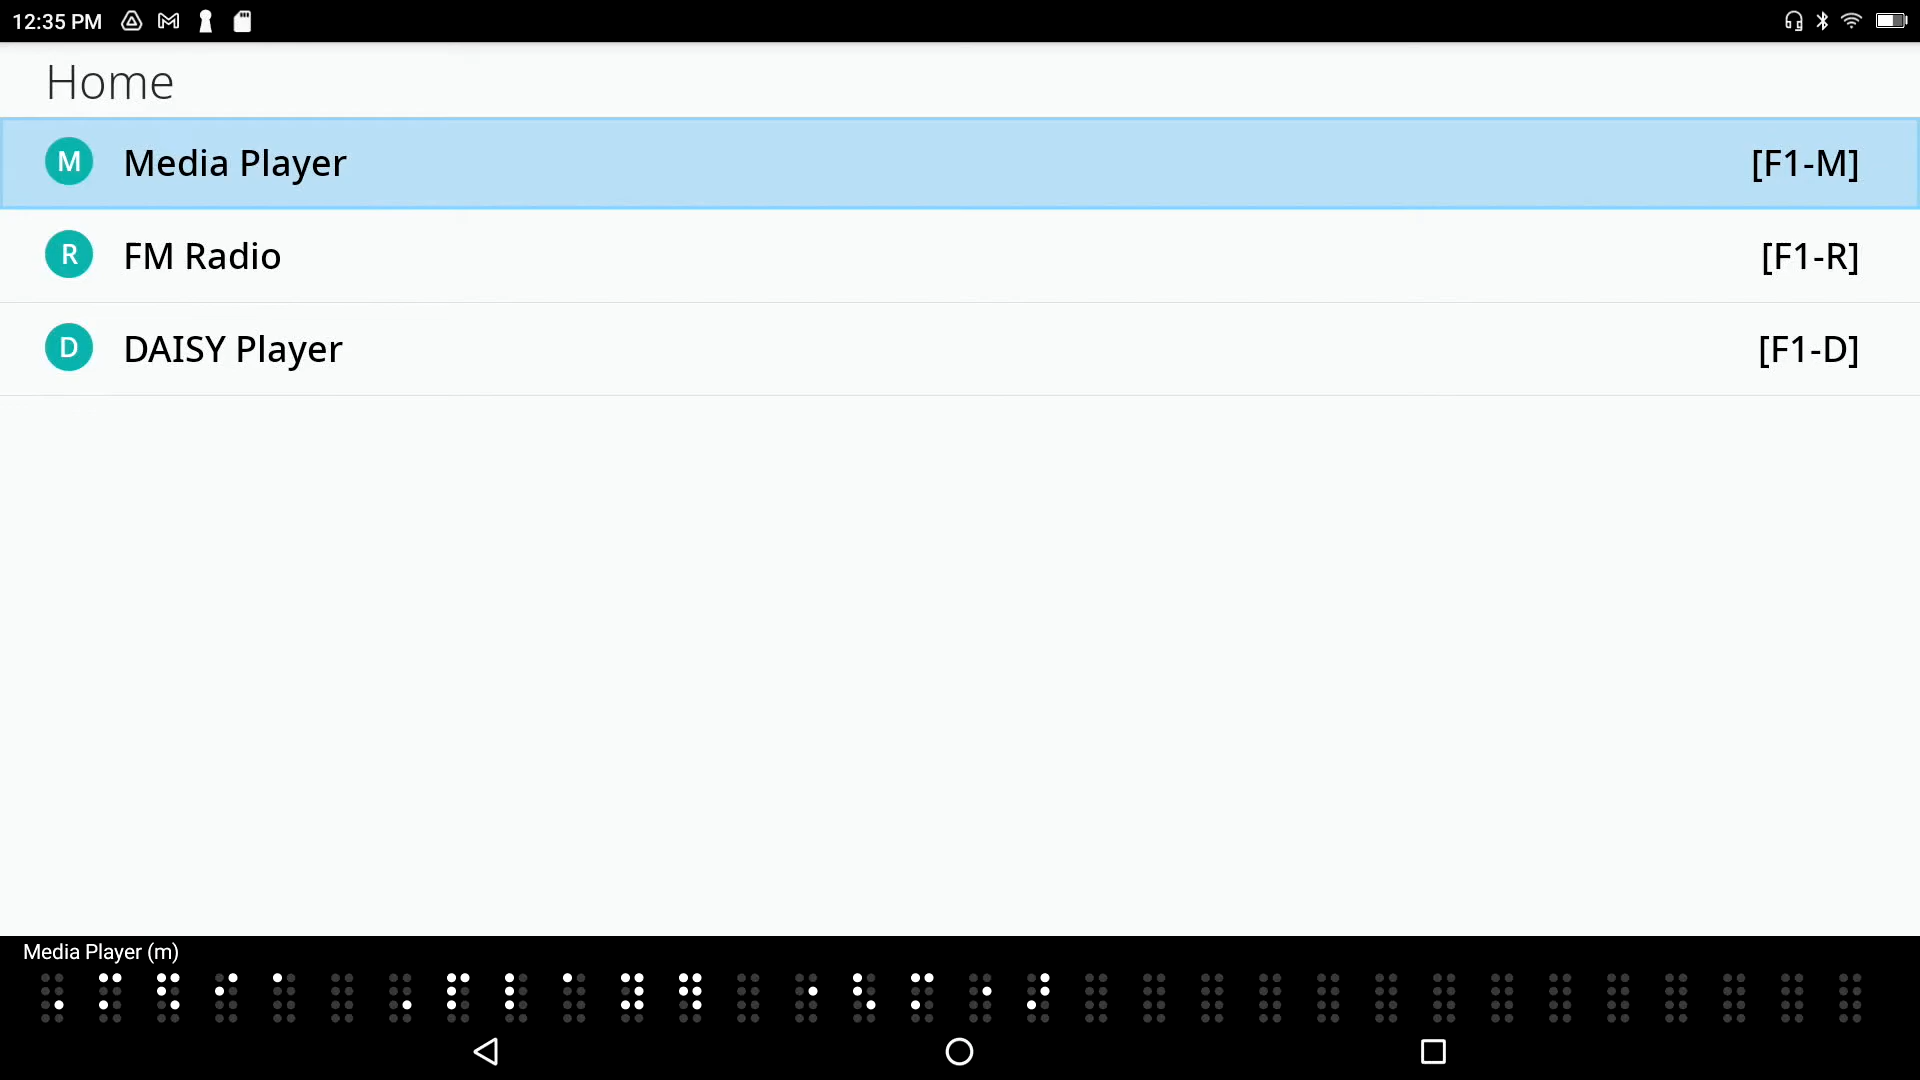 12:35 PM
Home
M Media Player [F1-M]
R FM Radio [F1-R]
D DAISY Player [F1-D]
Media Player (m)
⠠⠍⠫⠊⠁⠀⠠⠏⠇⠁⠽⠻⠀⠐⠣⠍⠐⠜